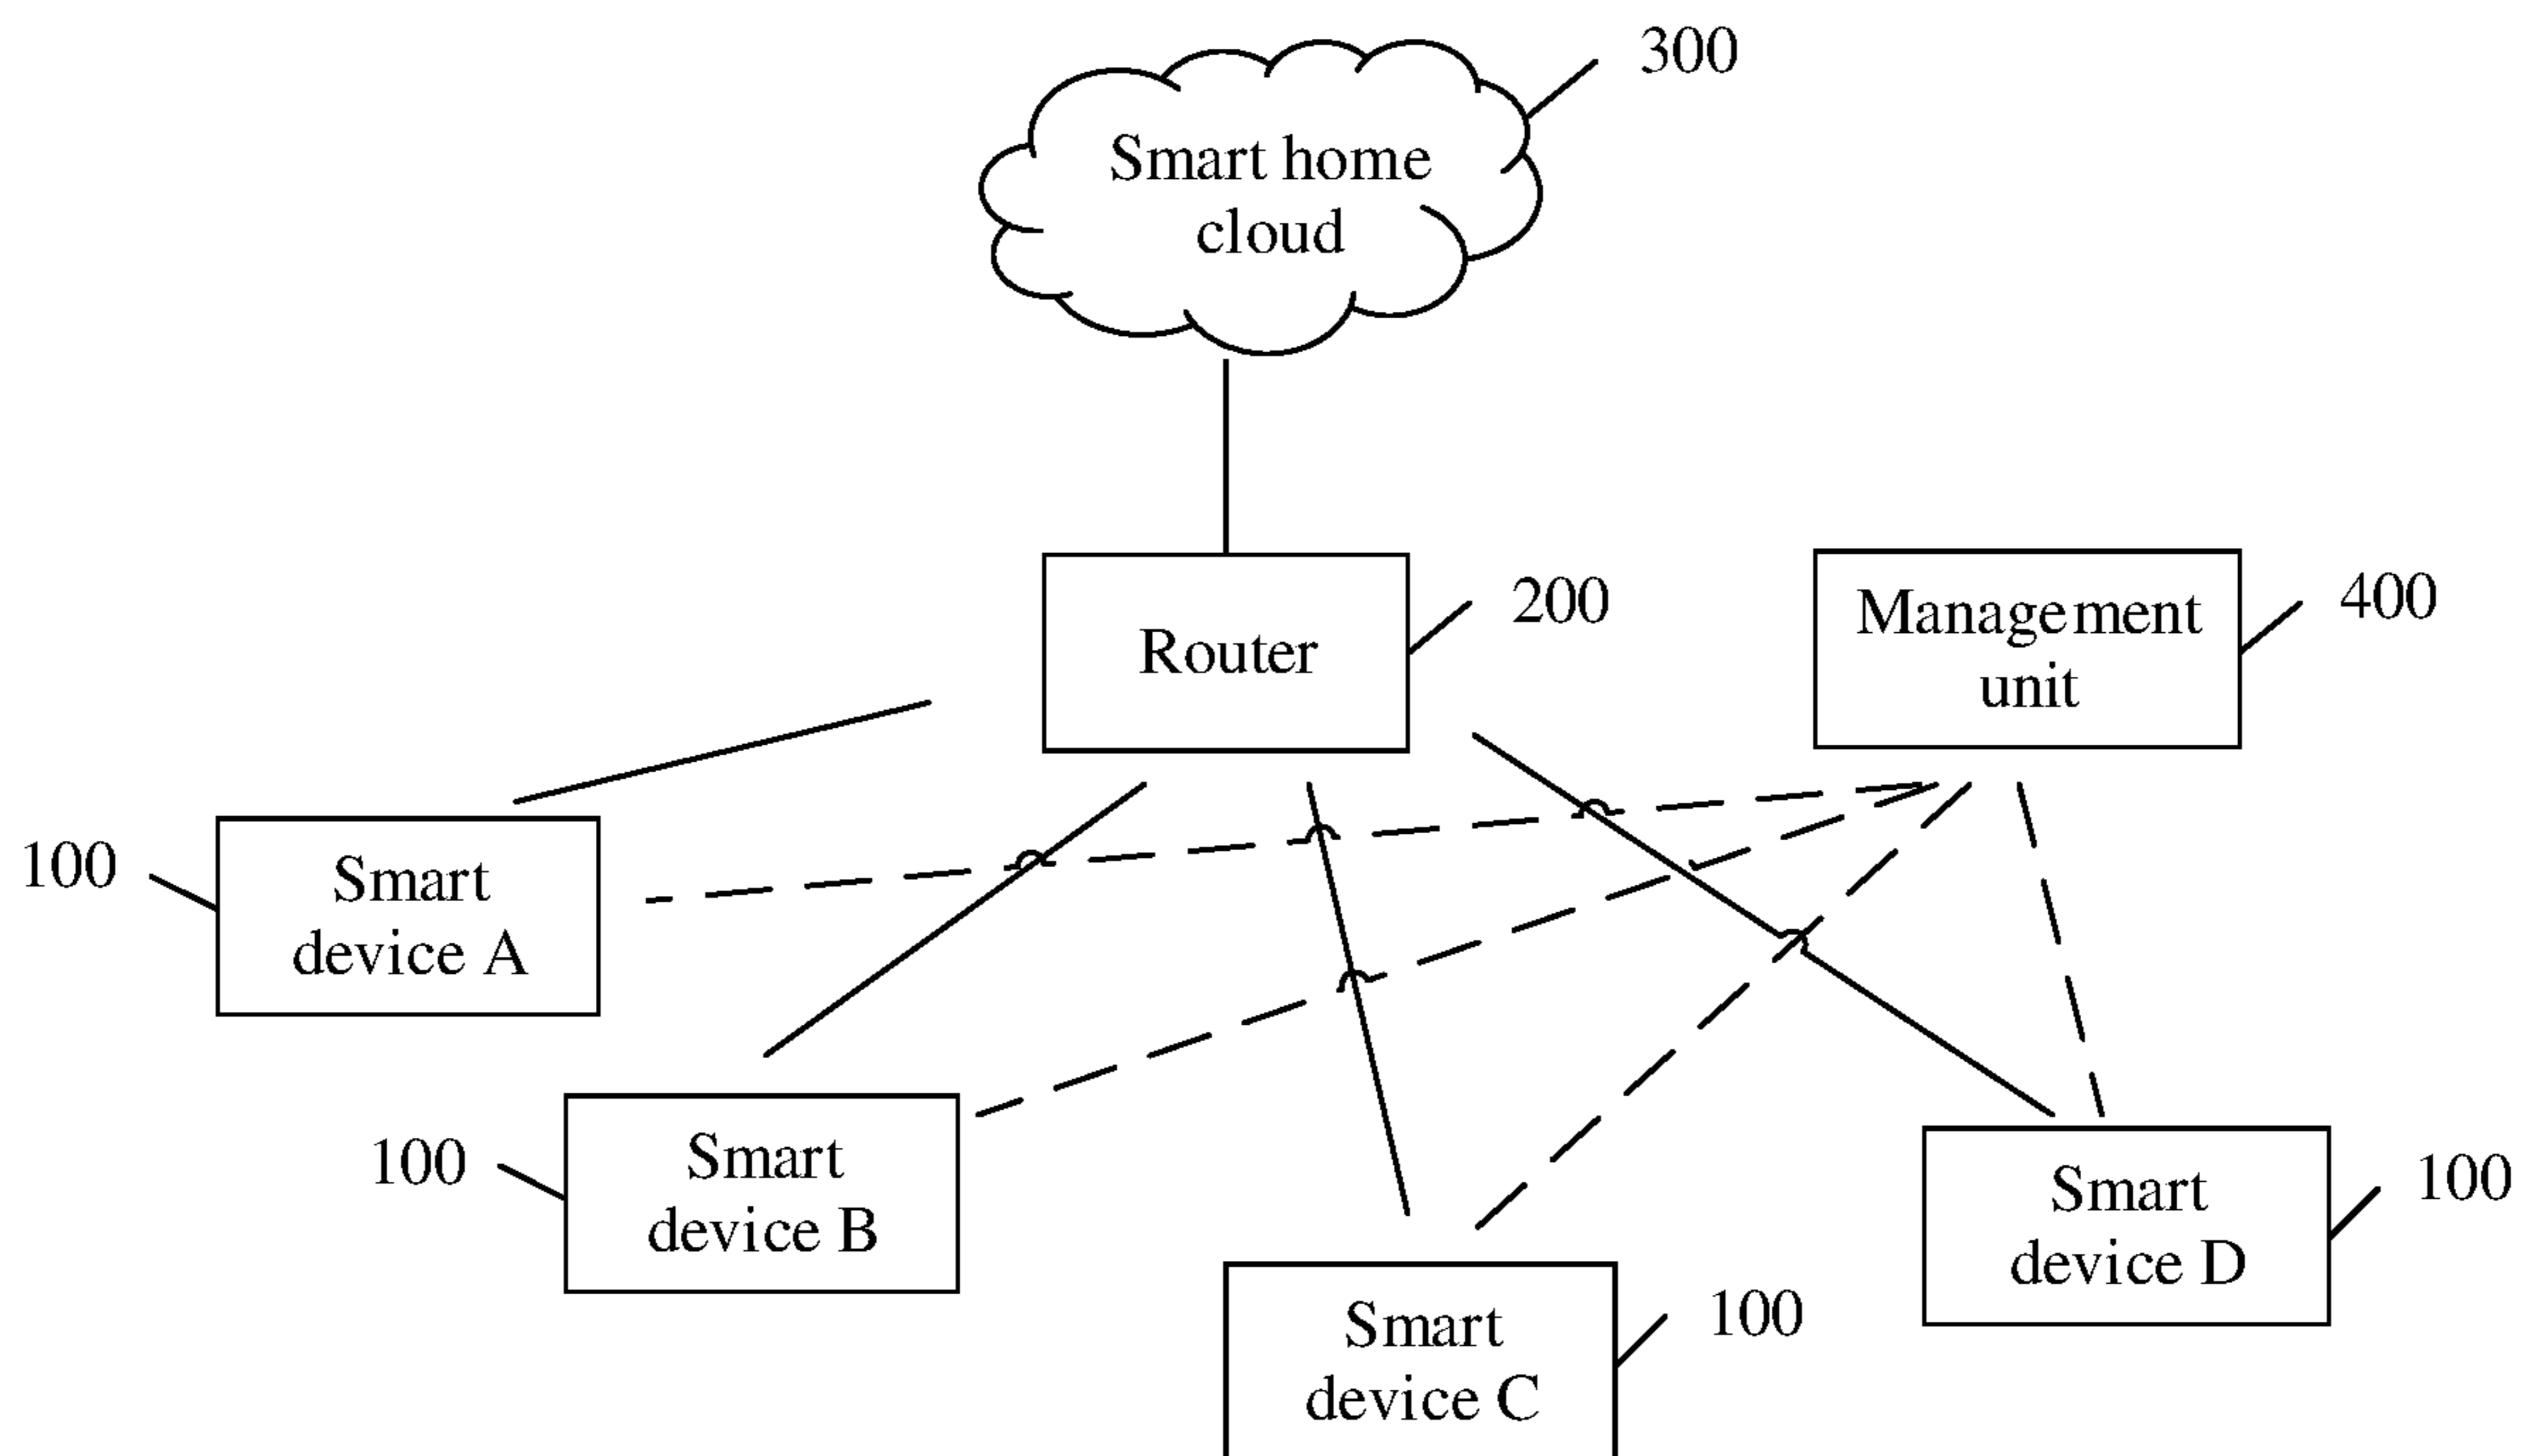 300
Smart home
cloud
Router
200
Management
unit
400
100
Smart
device A
100
Smart
device B
Smart
device C
100
Smart
device D
100